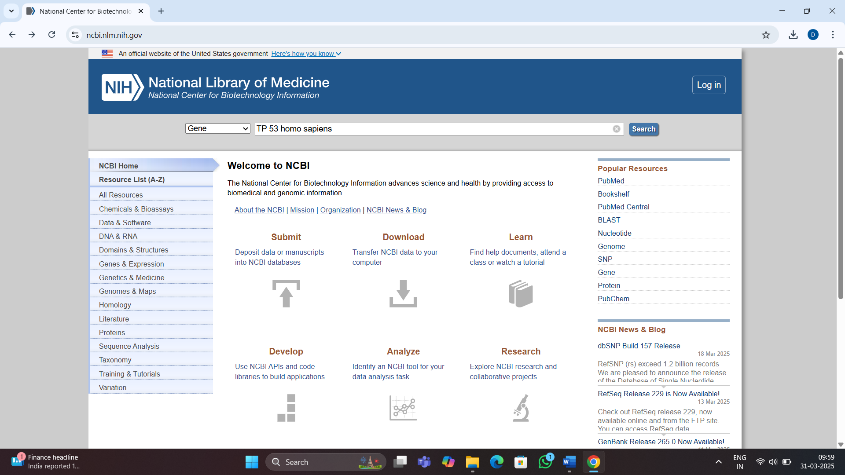 National Center for Biotechnolo
ncbi.nlm.nih.gov
An official website of the United States government Here's how you know
NIH National Library of Medicine
National Center for Biotechnology Information
Log in
Gene TP 53 homo sapiens Search
NCBI Home
Resource List (A-Z)
All Resources
Chemicals & Bioassays
Data & Software
DNA & RNA
Domains & Structures
Genes & Expression
Genetics & Medicine
Genomes & Maps
Homology
Literature
Proteins
Sequence Analysis
Taxonomy
Training & Tutorials
Variation
Welcome to NCBI
The National Center for Biotechnology Information advances science and health by providing access to
biomedical and genomic information.
About the NCBI | Mission | Organization | NCBI News & Blog
Submit
Deposit data or manuscripts
into NCBI databases
Download
Transfer NCBI data to your
computer
Learn
Find help documents, attend a
class or watch a tutorial
Develop
Use NCBI APIs and code
libraries to build applications
Analyze
Identify an NCBI tool for your
data analysis task
Research
Explore NCBI research and
collaborative projects
Popular Resources
PubMed
Bookshelf
PubMed Central
BLAST
Nucleotide
Genome
SNP
Gene
Protein
PubChem
NCBI News & Blog
dbSNP Build 157 Release
18 Mar 2025
RefSNP (rs) exceed 1.2 billion records
We are pleased to announce the release
of the Database of Single Nucleotide
RefSeq Release 229 is Now Available!
13 Mar 2025
Check out RefSeq release 229, now
available online and from the FTP site
You can access RefSeq data
GenBank Release 265.0 Now Available!
1
Finance headline
India reported 1...
Search
1
ENG
IN
09:59
31-03-2025